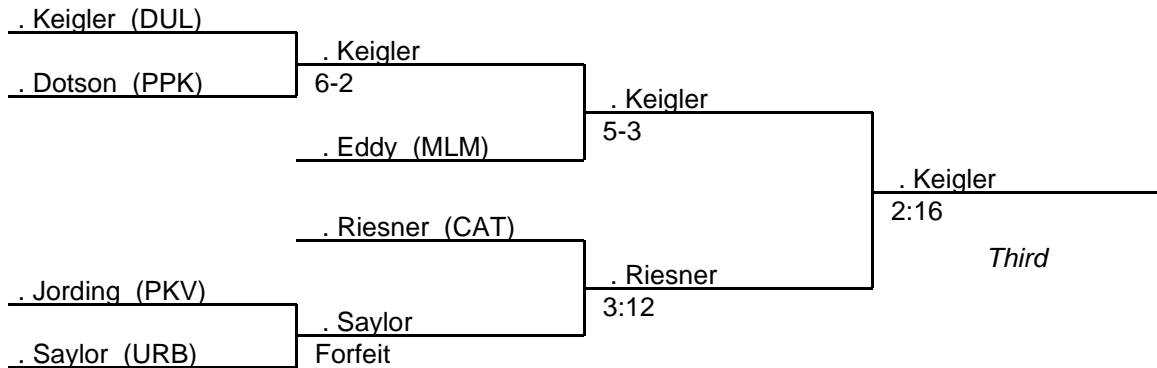 . Keigler (DUL)
. Keigler
. Dotson (PPK)
6-2
. Keigler
5-3
. Eddy (MLM)
. Keigler
2:16
. Riesner (CAT)
Third
. Riesner
. Jording (PKV)
3:12
. Saylor
. Saylor (URB)
Forfeit